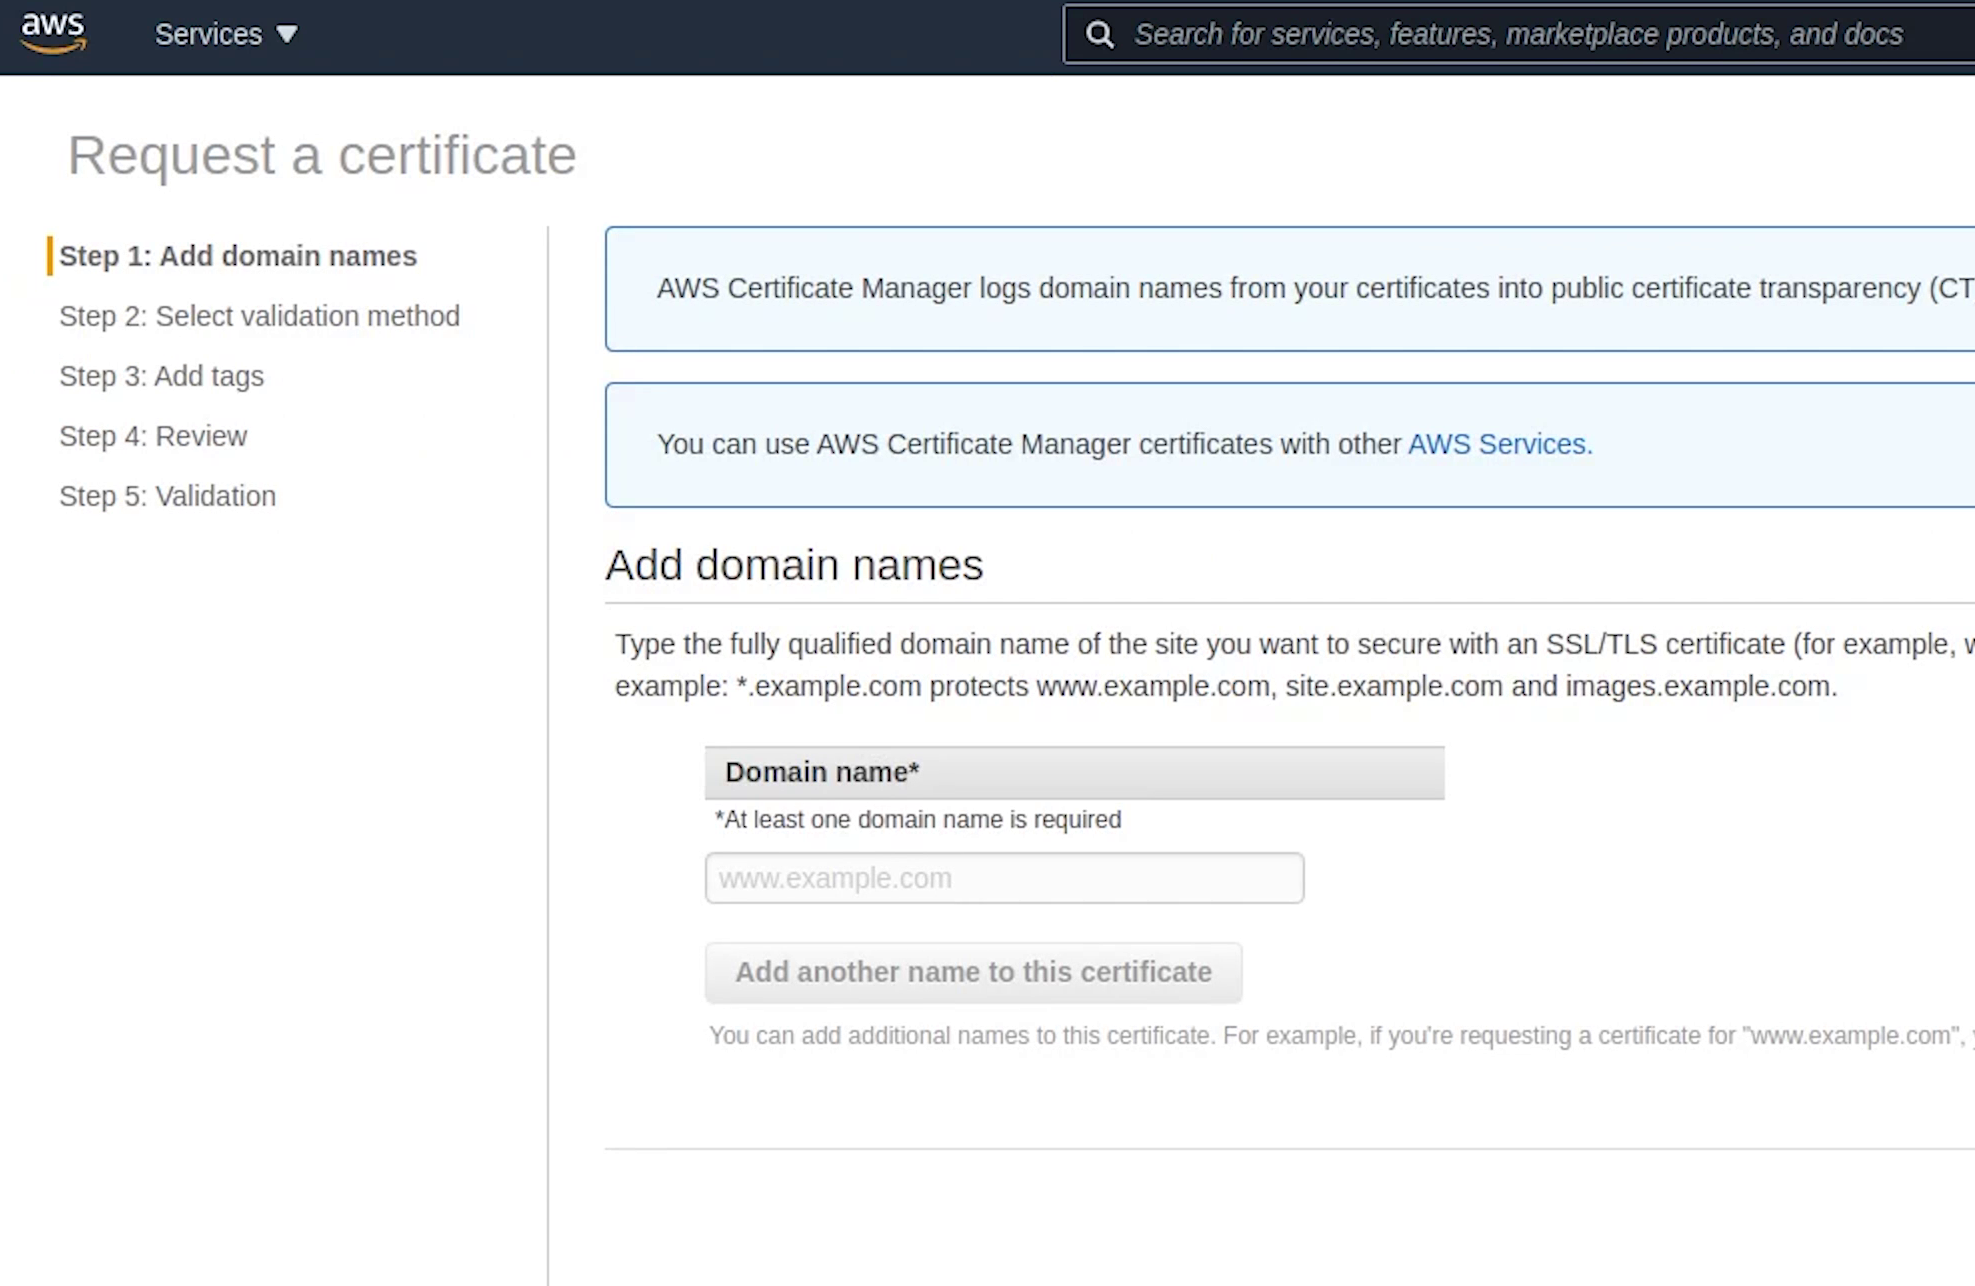 aws
Services
Search for services, features, marketplace products, and docs
Request a certificate
Step 1: Add domain names
Step 2: Select validation method
Step 3: Add tags
Step 4: Review
Step 5: Validation
AWS Certificate Manager logs domain names from your certificates into public certificate transparency (CT
You can use AWS Certificate Manager certificates with other AWS Services.
Add domain names
Type the fully qualified domain name of the site you want to secure with an SSL/TLS certificate (for example,
example: *.example.com protects www.example.com, site.example.com and images.example.com.
Domain name*
*At least one domain name is required
www.example.com
Add another name to this certificate
You can add additional names to this certificate. For example, if you're requesting a certificate for "www.example.com",